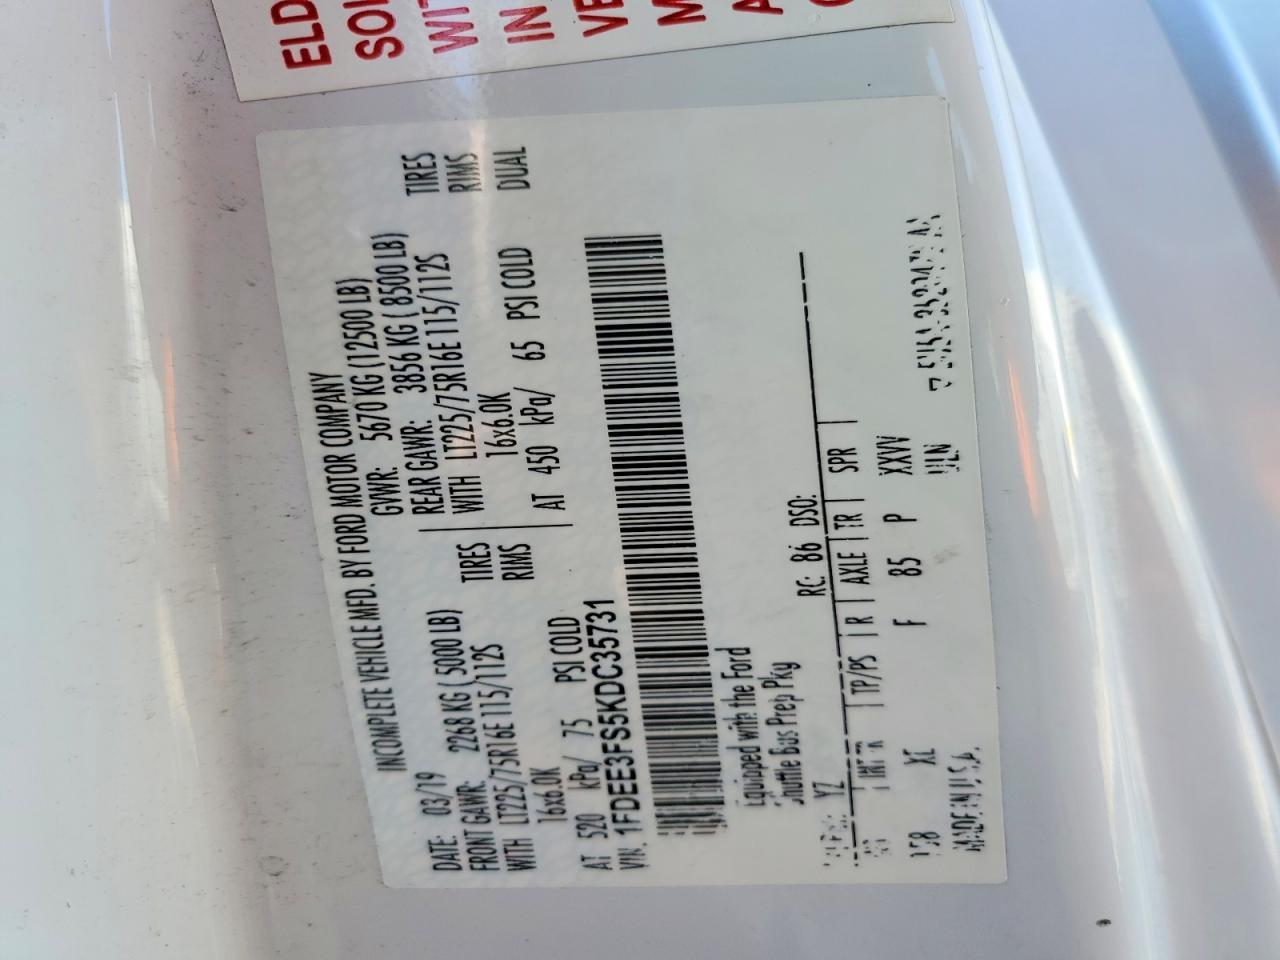 ELD
SOL
WIT
IN
VE
M
A
INCOMPLETE VEHICLE MFD. BY FORD MOTOR COMPANY
DATE: 03/19 GVWR: 5670 KG (12500 LB)
FRONT GAWR: 2268 KG ( 5000 LB) REAR GAWR: 3856 KG ( 8500 LB)
WITH LT225/75R16E 115/112S TIRES WITH LT225/75R16E 115/112S TIRES
16x6.0K RIMS 16x6.0K RIMS
AT 520 kPa/ 75 PSI COLD AT 450 kPa/ 65 PSI COLD DUAL
VIN: 1FDEE3FS5KDC35731
Equipped with the Ford
Shuttle Bus Prep Pkg
RC: 86 DSO:
YZ
INT TR TP/PS R AXLE TR SPR
XE F 85 P XXVV
MADE IN U.S.A.